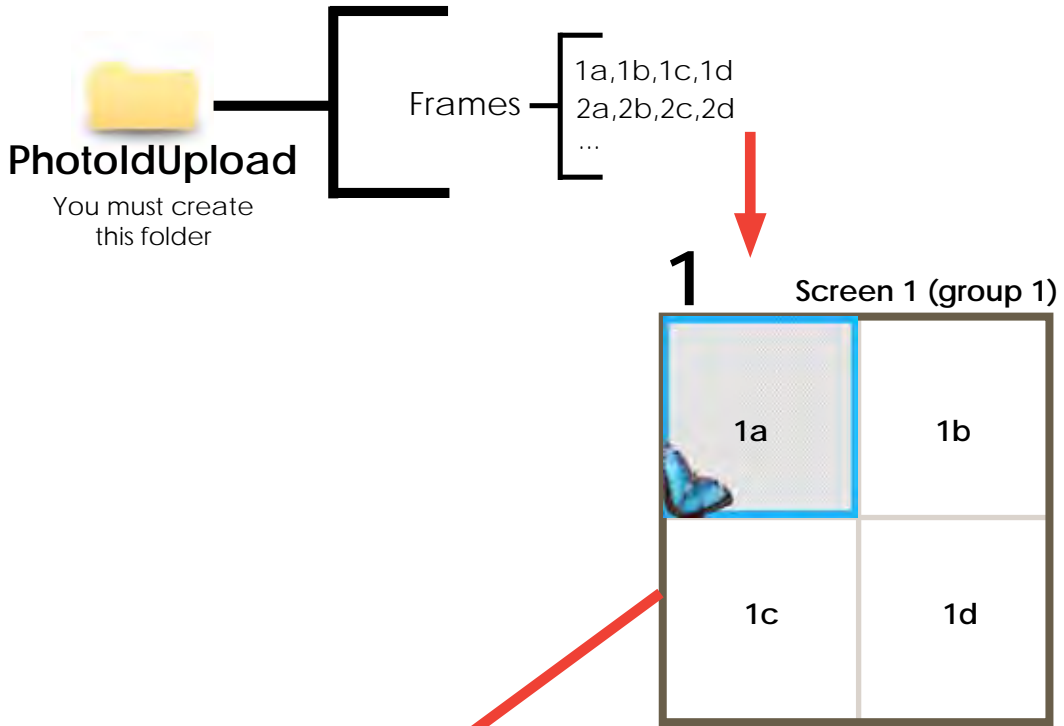 PhotoIdUpload
You must create
this folder
Frames
1a,1b,1c,1d
2a,2b,2c,2d
...
1
Screen 1 (group 1)
1a
1b
1c
1d